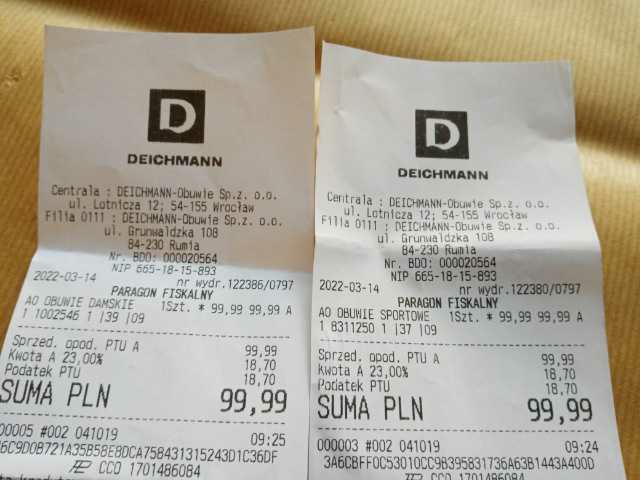 D
DEICHMANN
Centrala : DEICHMANN-Obuwie Sp.z. o.o.
ul. Lotnicza 12; 54-155 Wrocław
Filia 0111 : DEICHMANN-Obuwie Sp.z. o.o.
ul. Grunwaldzka 108
84-230 Rumia
Nr. BDO: 000020564
NIP 665-18-15-893
2022-03-14 nr wydr.122386/0797
PARAGON FISKALNY
AO OBUWIE DAMSKIE 1Szt. * 99,99 99,99 A
1 1002546 1 |39 |09
Sprzed. opod. PTU A 99,99
Kwota A 23,00% 18,70
Podatek PTU 18,70
SUMA PLN 99,99
00005 #002 041019 09:25
6C9D0B721A35B58E8DCA758431315243D1C36DF
CCO 1701486084
D
DEICHMANN
Centrala : DEICHMANN-Obuwie Sp.z. o.o.
ul. Lotnicza 12; 54-155 Wrocław
Filia 0111 : DEICHMANN-Obuwie Sp.z. o.o.
ul. Grunwaldzka 108
84-230 Rumia
Nr. BDO: 000020564
NIP 665-18-15-893
2022-03-14 nr wydr.122380/0797
PARAGON FISKALNY
AO OBUWIE SPORTOWE 1Szt. * 99,99 99,99 A
1 8311250 1 |37 |09
Sprzed. opod. PTU A 99,99
Kwota A 23,00% 18,70
Podatek PTU 18,70
SUMA PLN 99,99
000003 #002 041019 09:24
3A6CBFF0C53010CC9B395831736A63B1443A400D
CCO 1701486084